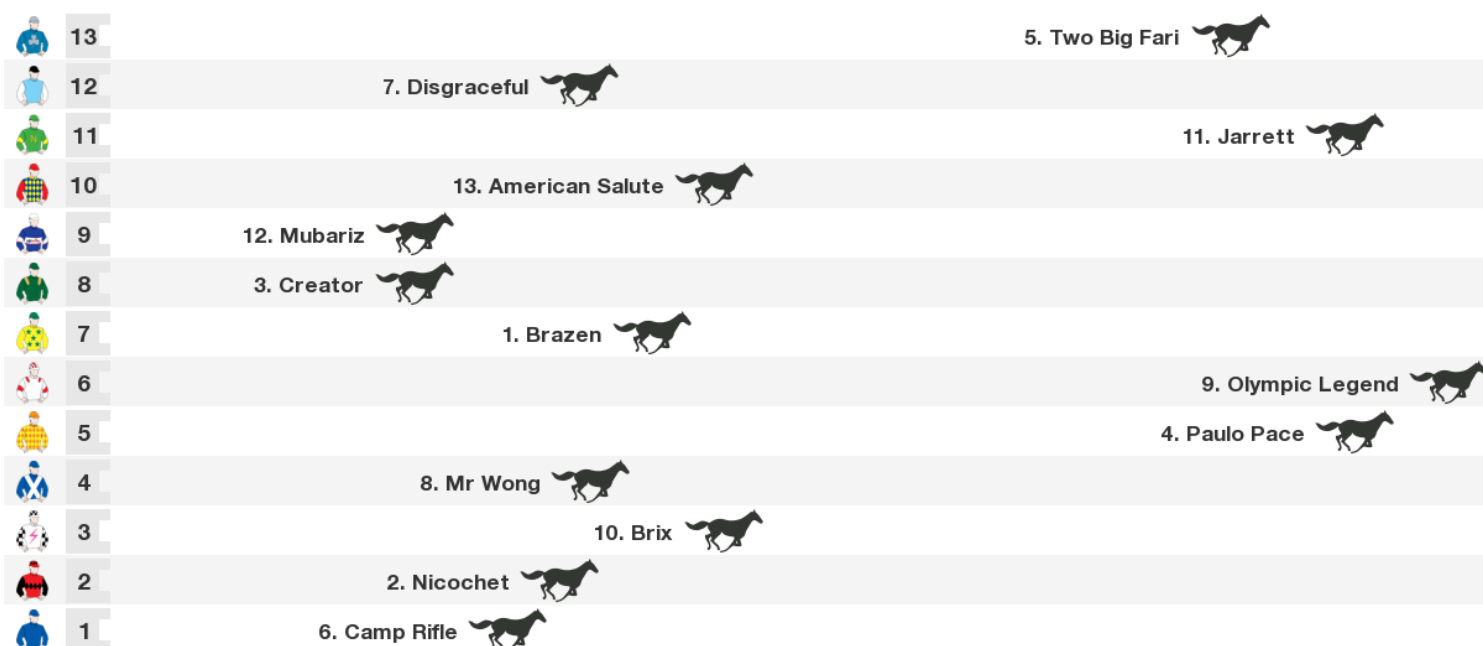 13 5. Two Big Fari
12 7. Disgraceful
11 11. Jarrett
10 13. American Salute
9 12. Mubariz
8 3. Creator
7 1. Brazen
6 9. Olympic Legend
5 4. Paulo Pace
4 8. Mr Wong
3 10. Brix
2 2. Nicochet
1 6. Camp Rifle